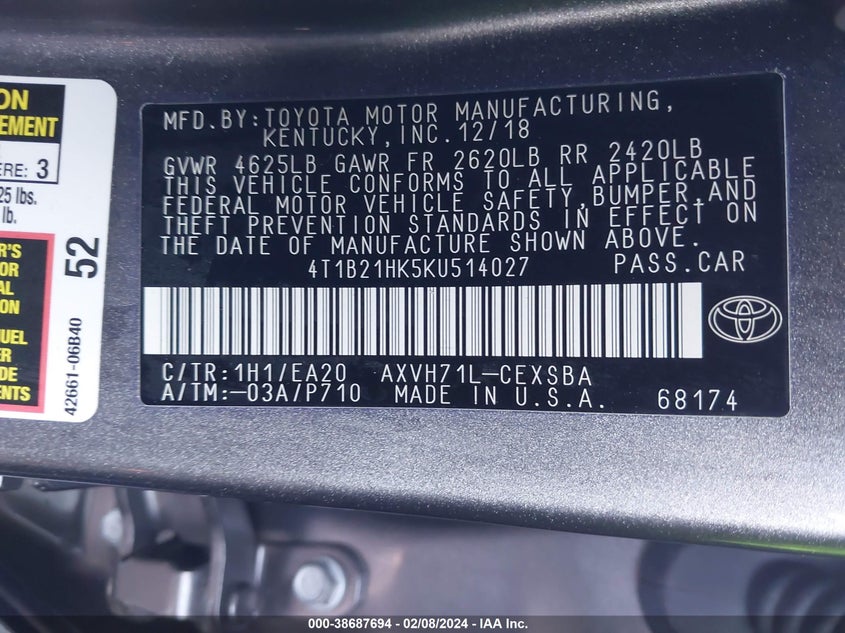 ON
EMENT
ERE: 3
25 lbs.
lb.
52
42661-06B40
R'S
OR
AL
ION
UEL
ER
DE
ENTS
MFD.BY:TOYOTA MOTOR MANUFACTURING,
KENTUCKY,INC.12/18
GVWR 4625LB GAWR FR 2620LB RR 2420LB
THIS VEHICLE CONFORMS TO ALL APPLICABLE
FEDERAL MOTOR VEHICLE SAFETY,BUMPER,AND
THEFT PREVENTION STANDARDS IN EFFECT ON
THE DATE OF MANUFACTURE SHOWN ABOVE.
4T1B21HK5KU514027 PASS.CAR
C/TR:1H1/EA20 AXVH71L-CEXSBA
A/TM:-03A/P710 MADE IN U.S.A. 68174
000-38687694 - 02/08/2024 - IAA Inc.